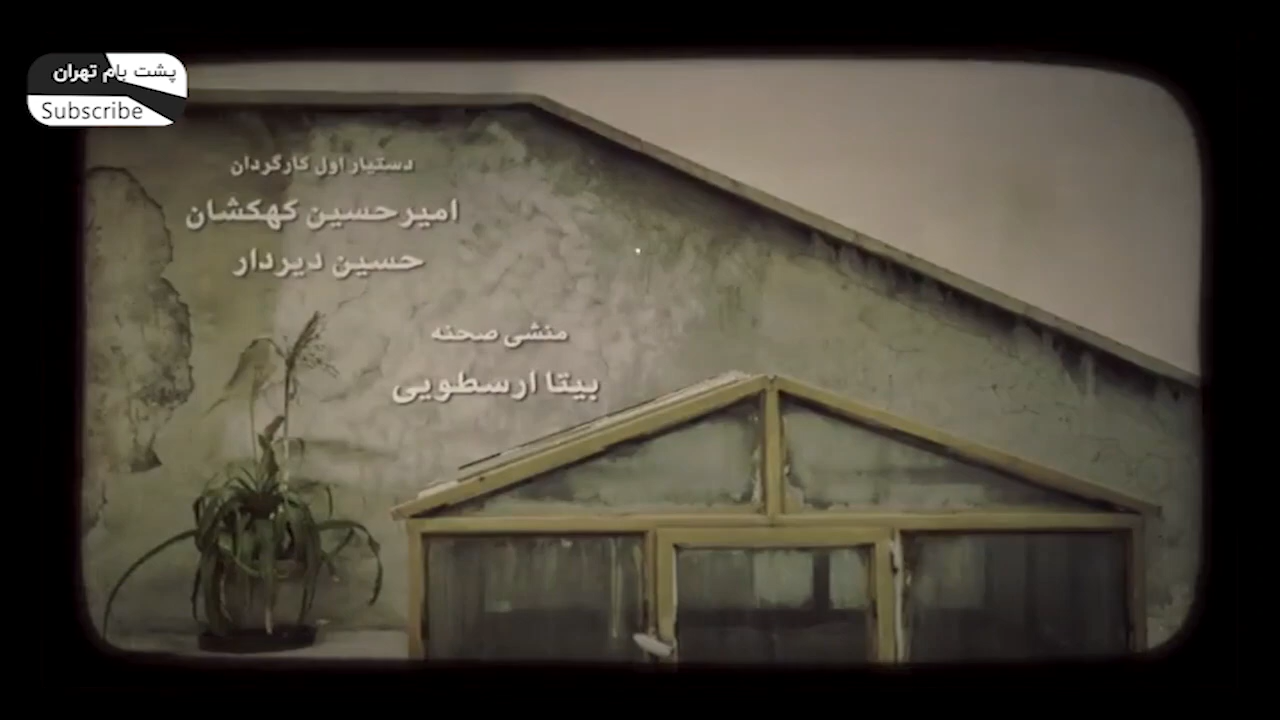 پشت بام تهران
Subscribe
دستیار اول کارگردان
امیرحسین کهکشان
حسین دیردار
منشی صحنه
بیتا ارسطویی